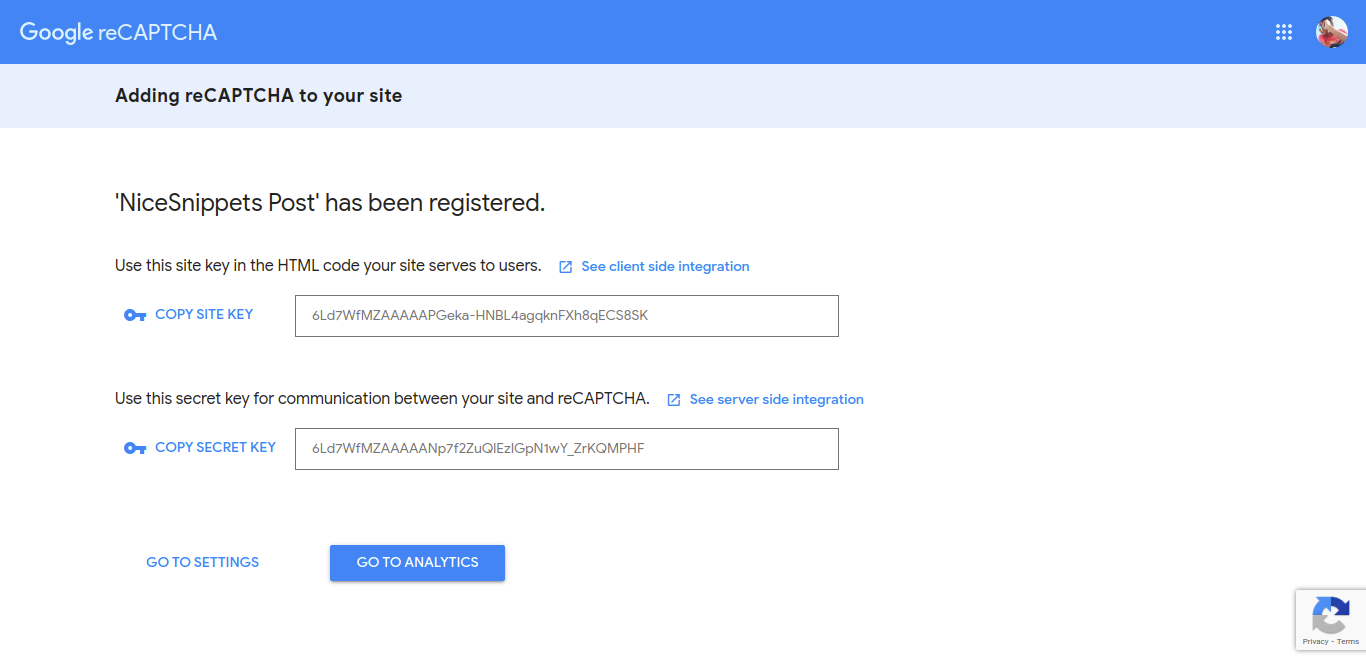 Google reCAPTCHA
Adding reCAPTCHA to your site
'NiceSnippets Post' has been registered.
Use this site key in the HTML code your site serves to users. See client side integration
COPY SITE KEY 6Ld7WfMZAAAAAPGeka-HNBL4agqknFXh8qECS8SK
Use this secret key for communication between your site and reCAPTCHA. See server side integration
COPY SECRET KEY 6Ld7WfMZAAAAANp7f2ZuQIEzIGpN1wY_ZrKQMPHF
GO TO SETTINGS GO TO ANALYTICS
Privacy - Terms